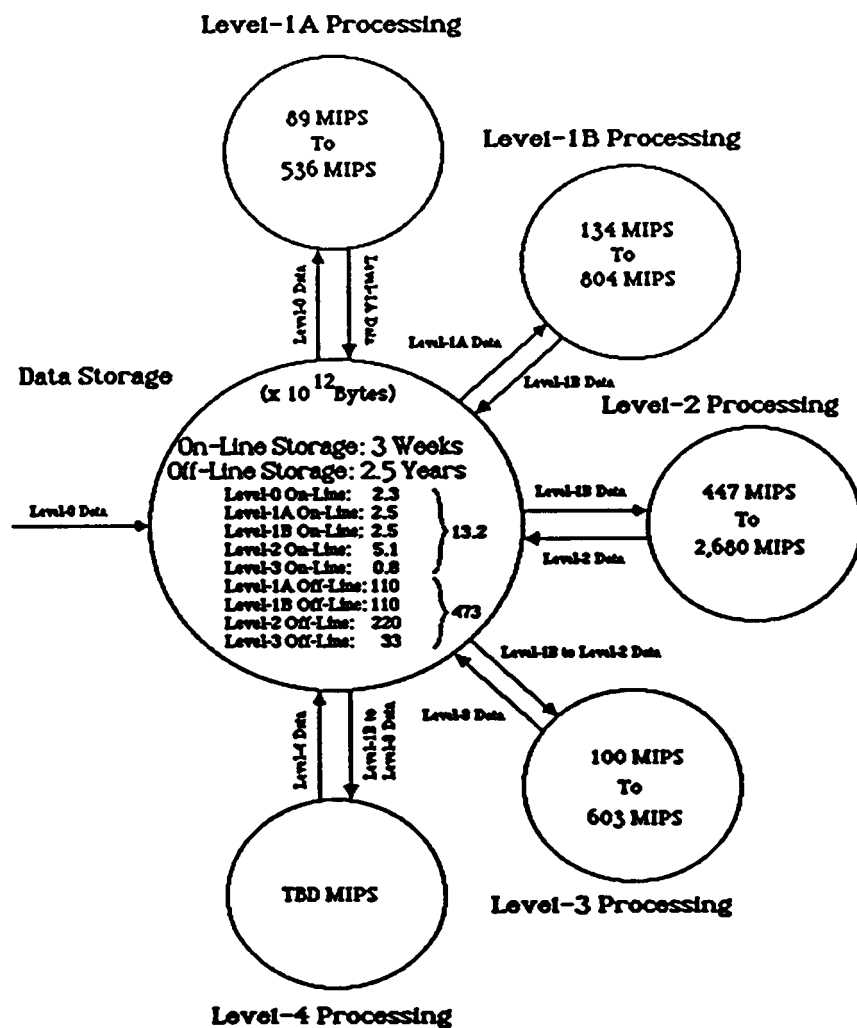 Level-1A Processing
89 MIPS
To
536 MIPS
Level-1B Processing
134 MIPS
To
804 MIPS
Level-0 Data
Level-1A Data
Level-1A Data
Level-1B Data
Data Storage
(x 10^12 Bytes)
On-Line Storage: 3 Weeks
Off-Line Storage: 2.5 Years
Level-0 On-Line: 2.3
Level-1A On-Line: 2.5
Level-1B On-Line: 2.5
Level-2 On-Line: 5.1
Level-3 On-Line: 0.8
13.2
Level-1A Off-Line: 110
Level-1B Off-Line: 110
Level-2 Off-Line: 220
Level-3 Off-Line: 33
473
Level-0 Data
Level-2 Processing
447 MIPS
To
2,680 MIPS
Level-1B Data
Level-2 Data
Level-1B to Level-2 Data
Level-3 Data
100 MIPS
To
603 MIPS
Level-3 Processing
Level-4 Data
Level-1B to
Level-3 Data
TBD MIPS
Level-4 Processing